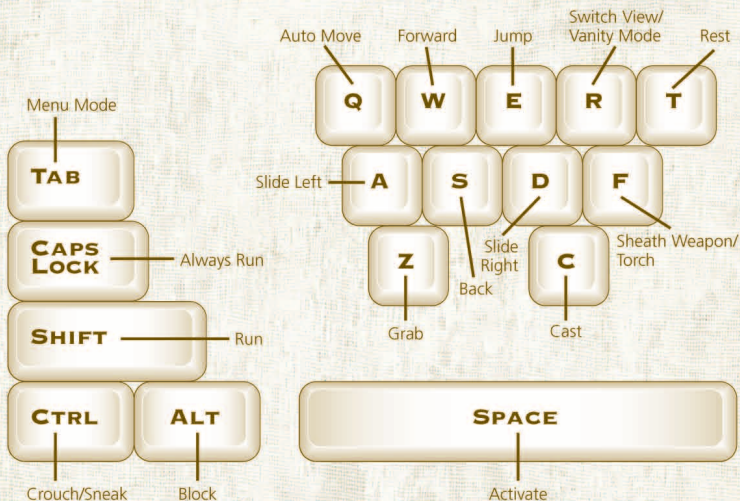 Switch View/
Auto Move Forward Jump Vanity Mode Rest
Q W E R T
Menu Mode
TAB
Slide Left A S D F
CAPS
LOCK Always Run
Z Slide
Right C Sheath Weapon/
Torch
Back
Grab Cast
SHIFT Run
CTRL ALT SPACE
Crouch/Sneak Block Activate